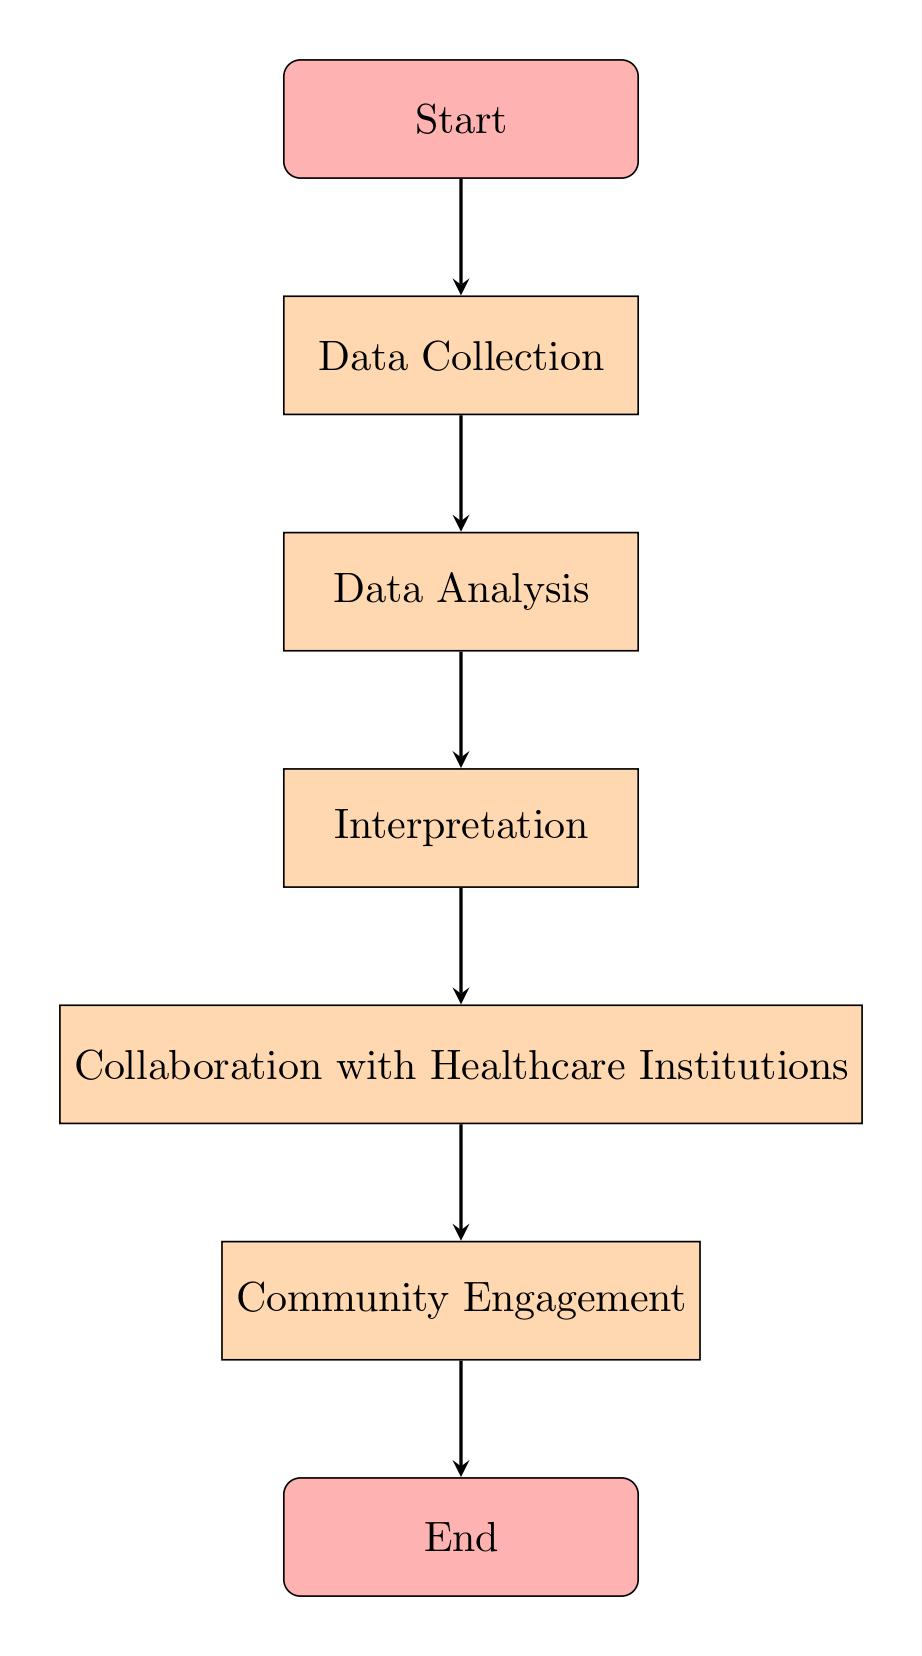 Start
Data Collection
Data Analysis
Interpretation
Collaboration with Healthcare Institutions
Community Engagement
End